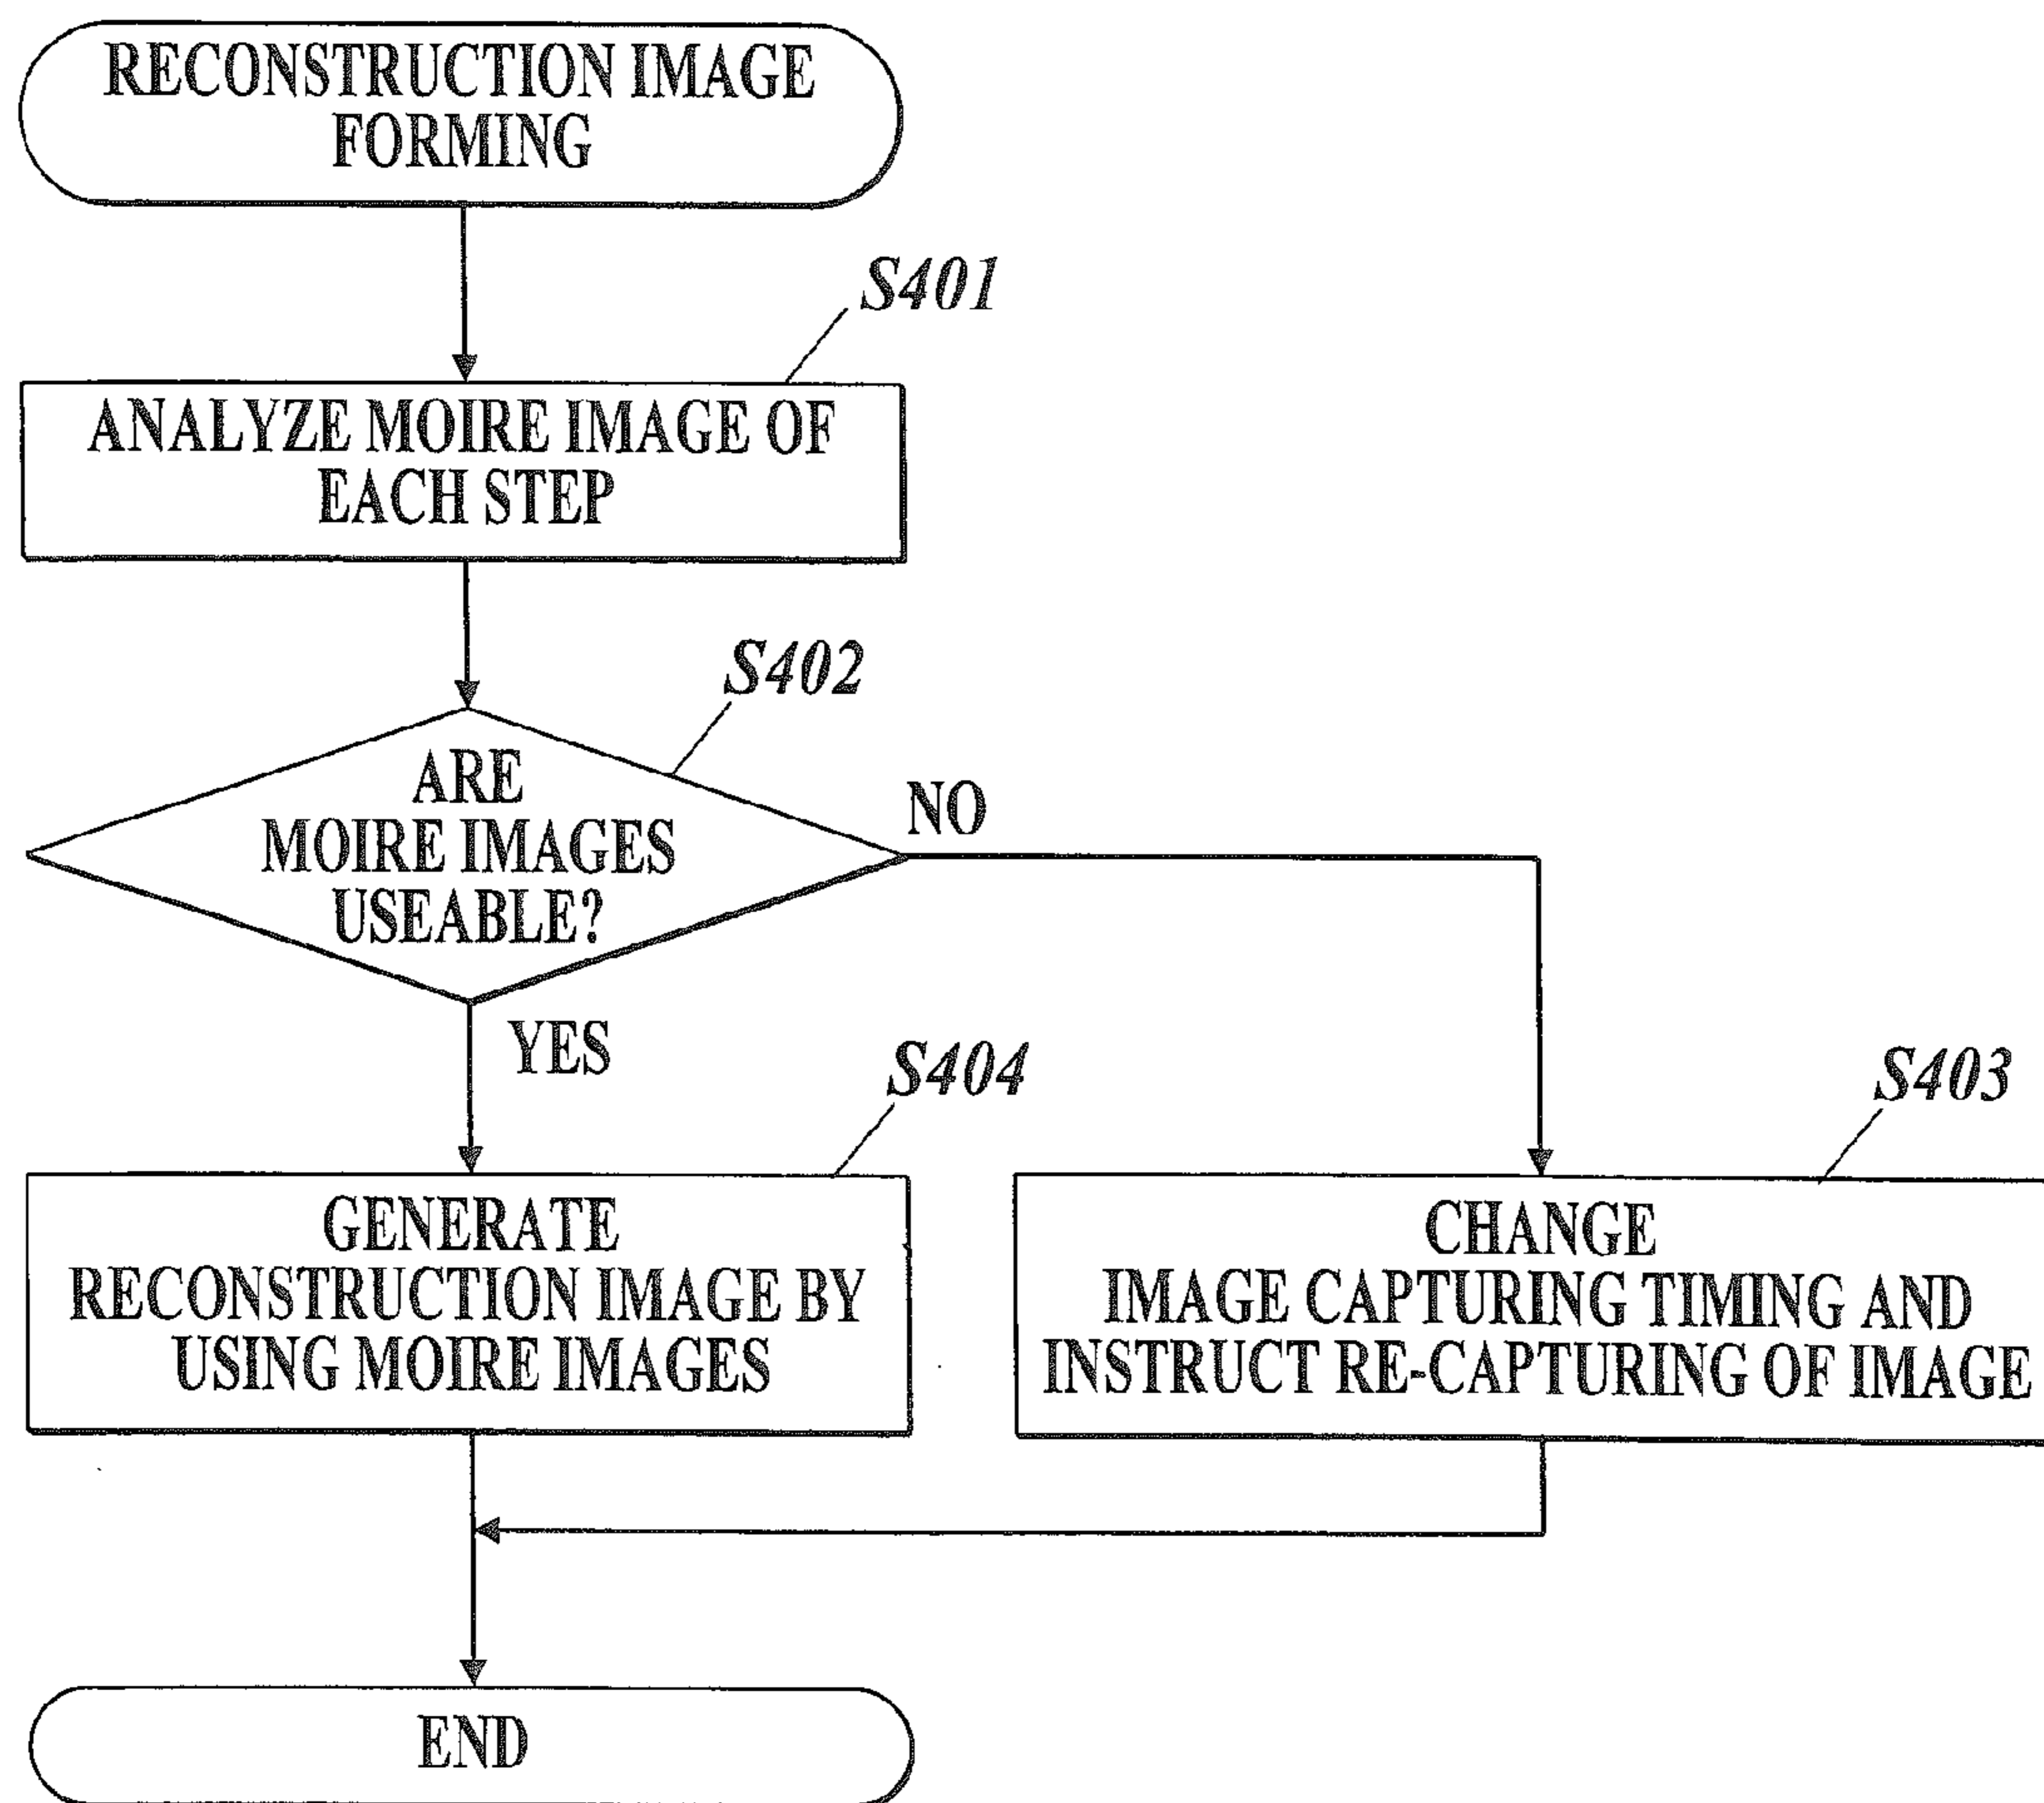 RECONSTRUCTION IMAGE
FORMING
S401
ANALYZE MOIRE IMAGE OF
EACH STEP
S402
ARE
MOIRE IMAGES
USEABLE?
NO
YES
S404
GENERATE
RECONSTRUCTION IMAGE BY
USING MOIRE IMAGES
S403
CHANGE
IMAGE CAPTURING TIMING AND
INSTRUCT RE-CAPTURING OF IMAGE
END